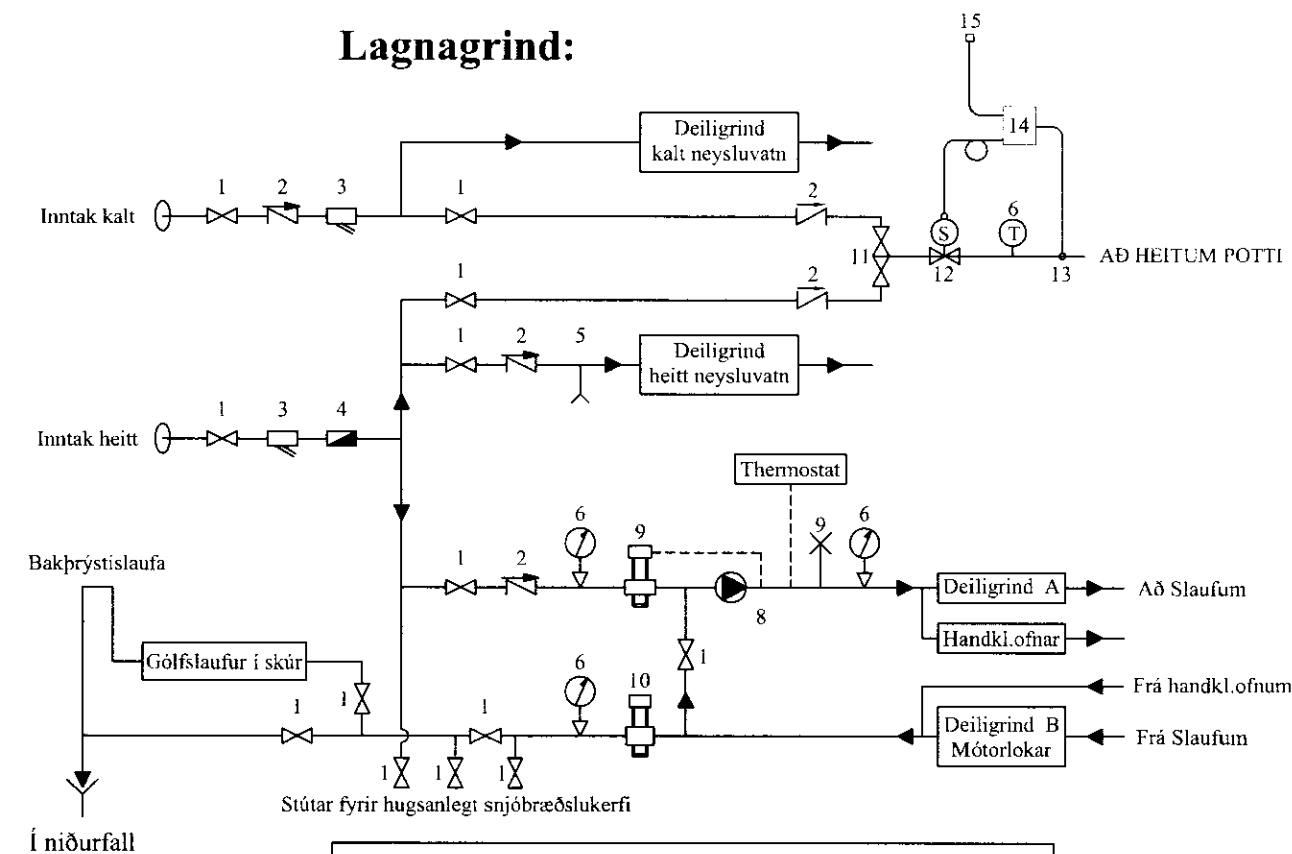 Lagnagrind:
15
14
Deiligrind
kalt neysluvatn
1
2
3
1
2
6
Inntak kalt
S
T
11
12
13
AÐ HEITUM POTTI
1
2
1
2
5
Deiligrind
heitt neysluvatn
1
3
4
Inntak heitt
Thermostat
6
9
9
6
Bakþrýstislaufa
1
2
8
Deiligrind A
Að Slaufum
Gólfslaufur í skúr
Handkl.ofnar
6
10
1
1
1
1
Frá handkl.ofnum
Deiligrind B
Mótorlokar
Frá Slaufum
1
1
1
Stútar fyrir hugsanlegt snjóbræðslukerfi
Í niðurfall